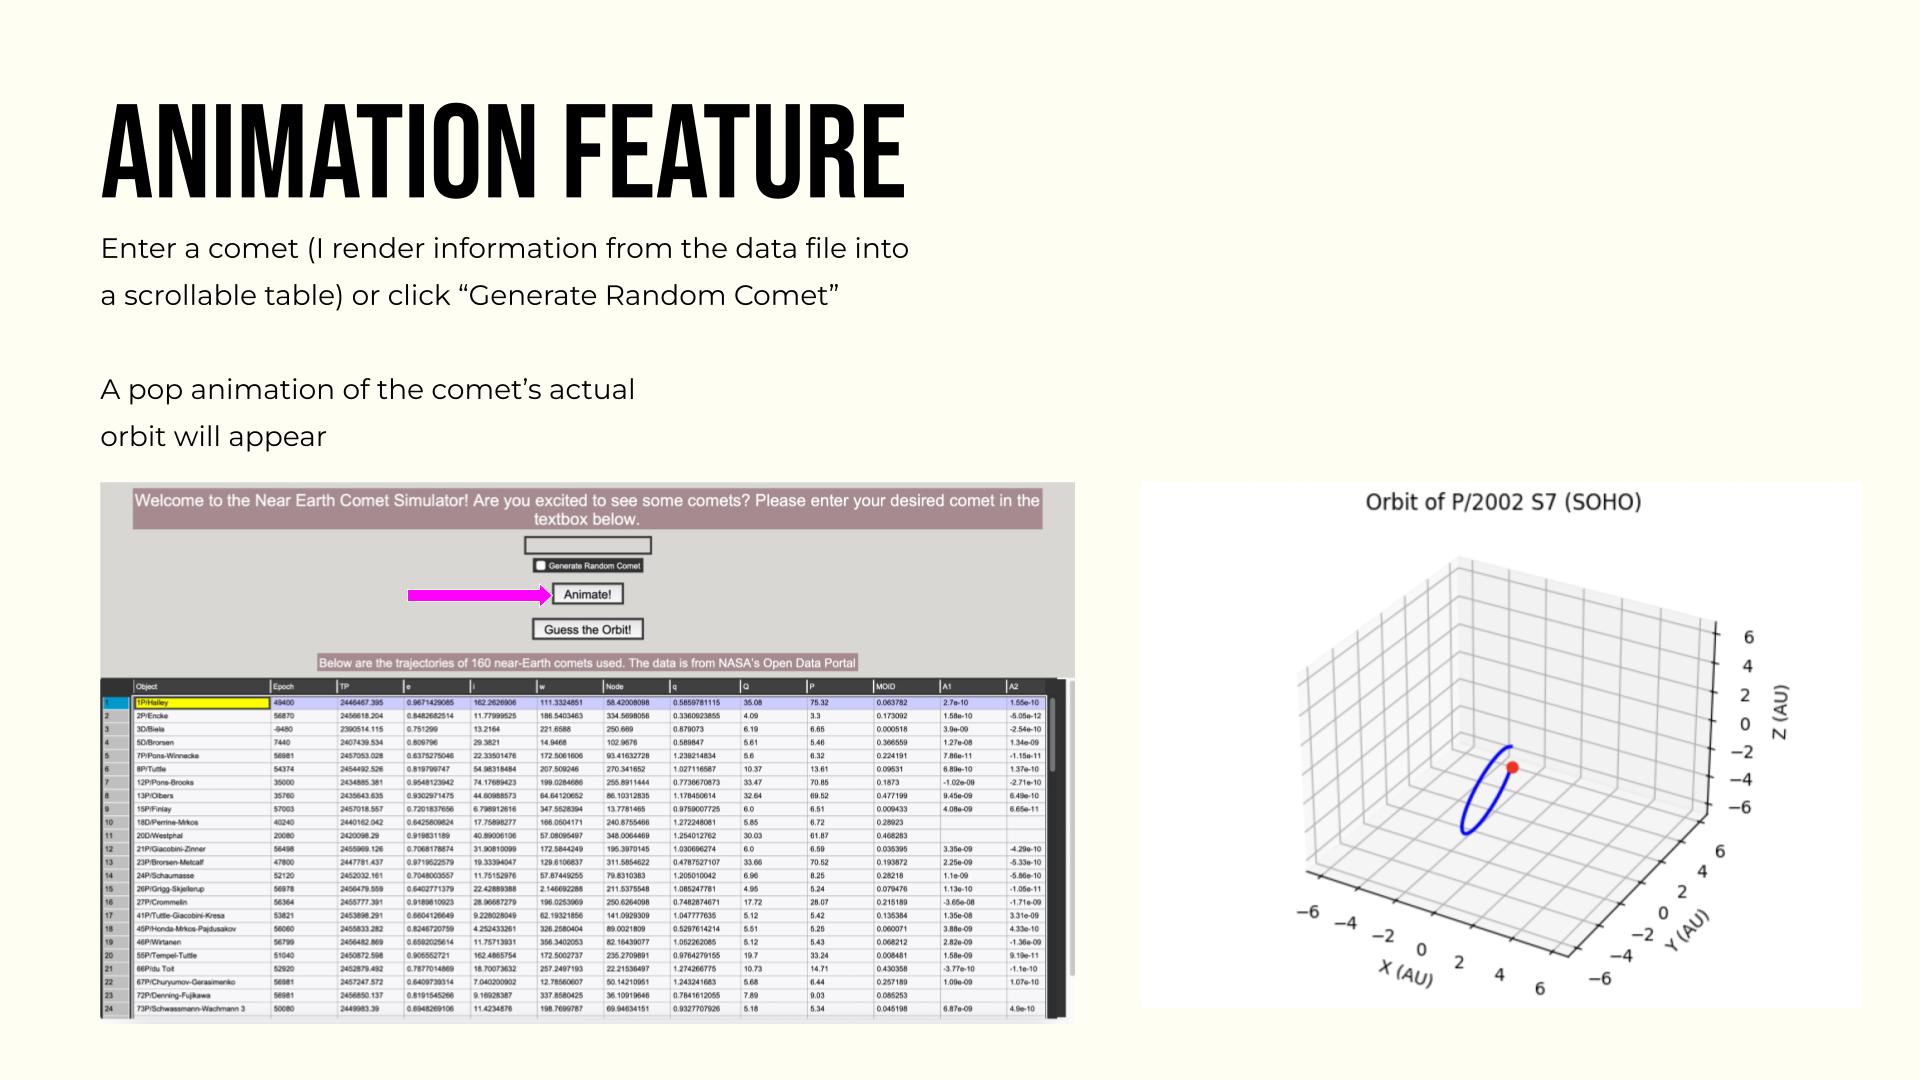 ANIMATION FEATURE
Enter a comet (I render information from the data file into
a scrollable table) or click “Generate Random Comet”
A pop animation of the comet’s actual
orbit will appear
Welcome to the Near Earth Comet Simulator! Are you excited to see some comets? Please enter your desired comet in the
textbox below.
Generate Random Comet
Animate!
Guess the Orbit!
Below are the trajectories of 160 near-Earth comets used. The data is from NASA's Open Data Portal
Object Epoch TP e i w Node q Q P MOID A1 A2
1 1P/Halley 49400 2446467.395 0.9671429085 162.2626906 111.3324851 58.42008098 0.5859781115 35.08 75.32 0.063782 2.7e-10 1.55e-10
2 2P/Encke 56870 2456618.204 0.8482682514 11.77999525 186.5403463 334.5698056 0.3360923855 4.09 3.3 0.173092 1.58e-10 -5.05e-12
3 3D/Biela -9480 2390514.115 0.751299 13.2164 221.6588 250.669 0.879073 6.19 6.65 0.000518 3.9e-09 -2.54e-10
4 5D/Brorsen 7440 2407439.534 0.809796 29.3821 14.9468 102.9676 0.589847 5.61 5.46 0.366559 1.27e-08 1.34e-09
5 7P/Pons-Winnecke 56981 2457053.028 0.6375275046 22.33501476 172.5061606 93.41632728 1.239214834 5.6 6.32 0.224191 7.86e-11 -1.15e-11
6 8P/Tuttle 54374 2454492.526 0.819799747 54.98318484 207.509246 270.341652 1.027116587 10.37 13.61 0.09531 6.89e-10 1.37e-10
7 12P/Pons-Brooks 35000 2434885.381 0.9548123942 74.17689423 199.0284686 255.8911444 0.7736670873 33.47 70.85 0.1873 -1.02e-09 -2.71e-10
8 13P/Olbers 35760 2435643.635 0.9302971475 44.60988573 64.64120652 86.10312835 1.178450614 32.64 69.52 0.477199 9.45e-09 6.49e-10
9 15P/Finlay 57003 2457018.557 0.7201837656 6.798912616 347.5528394 13.7781465 0.9759007725 6.0 6.51 0.009433 4.08e-09 6.65e-11
10 18D/Perrine-Mrkos 40240 2440162.042 0.6425809824 17.75898277 166.0504171 240.8755466 1.272248081 5.85 6.72 0.28923
11 20D/Westphal 20080 2420098.29 0.919831189 40.89006106 57.08095497 348.0064469 1.254012762 30.03 61.87 0.468283
12 21P/Giacobini-Zinner 56498 2455969.126 0.7068178874 31.90810099 172.5844249 195.3970145 1.030696274 6.0 6.59 0.035395 3.35e-09 -4.29e-10
13 23P/Brorsen-Metcalf 47800 2447781.437 0.9719522579 19.33394047 129.6106837 311.5854622 0.4787527107 33.66 70.52 0.193872 2.25e-09 -5.33e-10
14 24P/Schaumasse 52120 2452032.161 0.7048003557 11.75152976 57.87449255 79.8310383 1.205010042 6.96 8.25 0.28218 1.1e-09 -5.86e-10
15 26P/Grigg-Skjellerup 56978 2456479.559 0.6402771379 22.42889388 2.146692288 211.5375548 1.085247781 4.95 5.24 0.079476 1.13e-10 -1.05e-11
16 27P/Crommelin 56364 2455777.391 0.9189810923 28.96687279 196.0253969 250.6264098 0.7482874671 17.72 28.07 0.215189 -3.65e-08 -1.71e-09
17 41P/Tuttle-Giacobini-Kresa 53821 2453898.291 0.6604126649 9.228028049 62.19321856 141.0929309 1.047777635 5.12 5.42 0.135384 1.35e-08 3.31e-09
18 45P/Honda-Mrkos-Pajdusakov 56060 2455833.282 0.8246720759 4.252433261 326.2580404 89.0021809 0.5297614214 5.51 5.25 0.060071 3.88e-09 4.33e-10
19 46P/Wirtanen 56799 2456482.869 0.6592025614 11.75713931 356.3402053 82.16439077 1.052262085 5.12 5.43 0.068212 2.82e-09 -1.36e-09
20 55P/Tempel-Tuttle 51040 2450872.598 0.905552721 162.4865754 172.5002737 235.2709891 0.9764279155 19.7 33.24 0.008481 1.58e-09 9.19e-11
21 66P/du Toit 52920 2452879.492 0.7877014869 18.70073632 257.2497193 22.21536497 1.274266775 10.73 14.71 0.430358 -3.77e-10 -1.1e-10
22 67P/Churyumov-Gerasimenko 56981 2457247.572 0.6409739314 7.040200902 12.78560607 50.14210951 1.243241683 5.68 6.44 0.257189 1.09e-09 1.07e-10
23 72P/Denning-Fujikawa 56981 2456850.137 0.8191545266 9.16928387 337.8580425 36.10919646 0.7841612055 7.89 9.03 0.085253
24 73P/Schwassmann-Wachmann 3 50080 2449983.39 0.6948269106 11.4234876 198.7699787 69.94634151 0.9327707926 5.18 5.34 0.045198 6.87e-09 4.9e-10
Orbit of P/2002 S7 (SOHO)
6
4
2
0
−2
−4
−6
Z (AU)
6
4
2
0
−2
−4
−6
Y (AU)
−6 −4 −2 0 2 4 6
X (AU)